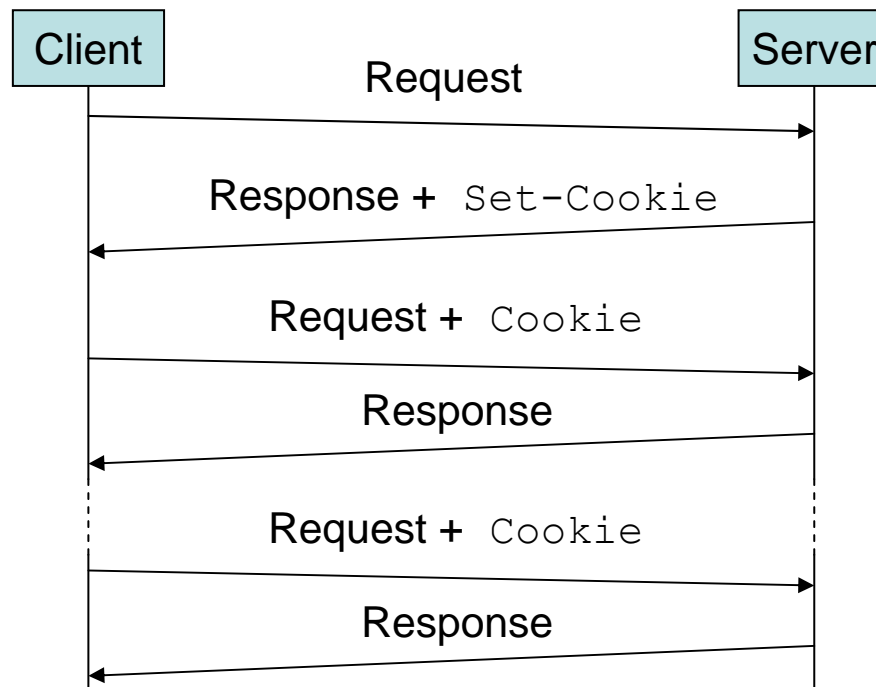 Client
Server
Request
Response + Set-Cookie
Request + Cookie
Response
Request + Cookie
Response